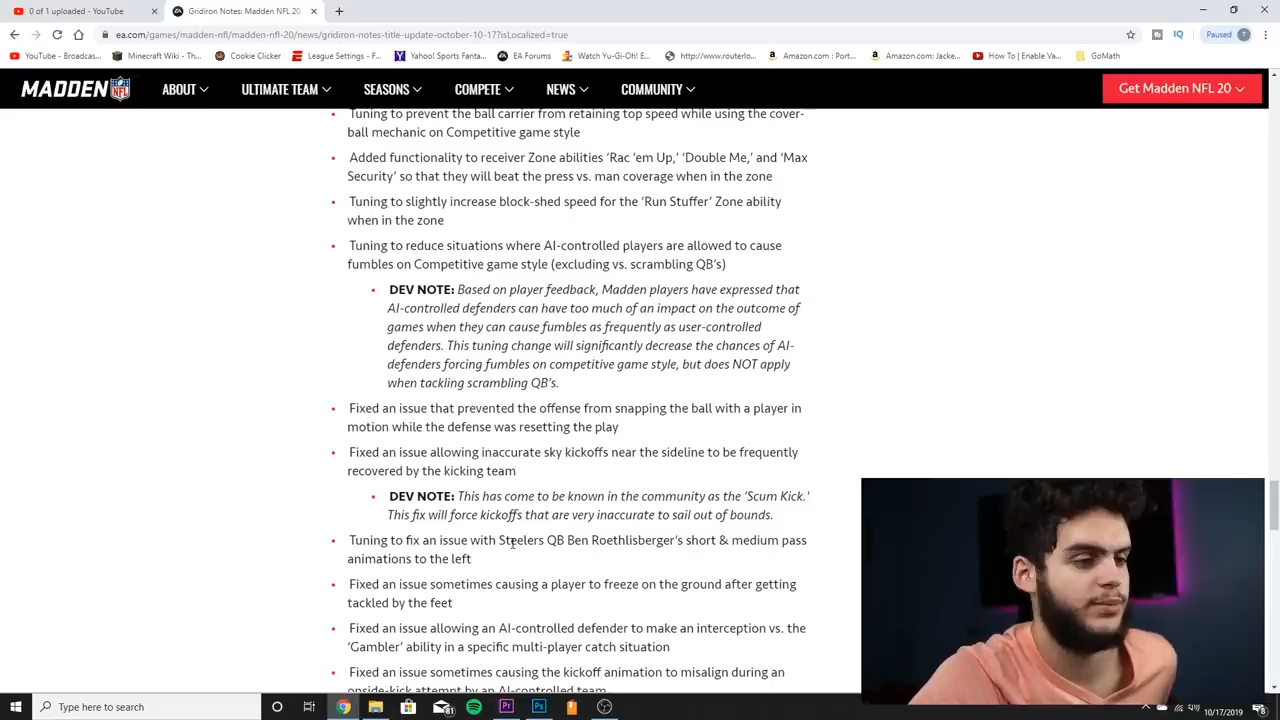 0 of 1 uploaded - YouTube
Gridiron Notes: Madden NFL 20
ea.com/games/madden-nfl/madden-nfl-20/news/gridiron-notes-title-update-october-10-17?isLocalized=true
Paused
YouTube - Broadcas...
Minecraft Wiki - Th...
Cookie Clicker
League Settings - F...
Yahoo! Sports Fanta...
EA Forums
Watch Yu-Gi-Oh! E...
http://www.routerlo...
Amazon.com : Port...
Amazon.com: Jacke...
How To | Enable Va...
GoMath
MADDEN
ABOUT
ULTIMATE TEAM
SEASONS
COMPETE
NEWS
COMMUNITY
Get Madden NFL 20
Tuning to prevent the ball carrier from retaining top speed while using the cover-
ball mechanic on Competitive game style
Added functionality to receiver Zone abilities ‘Rac ’em Up,’ ‘Double Me,’ and ‘Max
Security’ so that they will beat the press vs. man coverage when in the zone
Tuning to slightly increase block-shed speed for the ‘Run Stuffer’ Zone ability
when in the zone
Tuning to reduce situations where AI-controlled players are allowed to cause
fumbles on Competitive game style (excluding vs. scrambling QB’s)
DEV NOTE: Based on player feedback, Madden players have expressed that
AI-controlled defenders can have too much of an impact on the outcome of
games when they can cause fumbles as frequently as user-controlled
defenders. This tuning change will significantly decrease the chances of AI-
defenders forcing fumbles on competitive game style, but does NOT apply
when tackling scrambling QB’s.
Fixed an issue that prevented the offense from snapping the ball with a player in
motion while the defense was resetting the play
Fixed an issue allowing inaccurate sky kickoffs near the sideline to be frequently
recovered by the kicking team
DEV NOTE: This has come to be known in the community as the ‘Scum Kick.'
This fix will force kickoffs that are very inaccurate to sail out of bounds.
Tuning to fix an issue with Steelers QB Ben Roethlisberger’s short & medium pass
animations to the left
Fixed an issue sometimes causing a player to freeze on the ground after getting
tackled by the feet
Fixed an issue allowing an AI-controlled defender to make an interception vs. the
‘Gambler’ ability in a specific multi-player catch situation
Fixed an issue sometimes causing the kickoff animation to misalign during an
onside-kick attempt by an AI-controlled team
Type here to search
10/17/2019